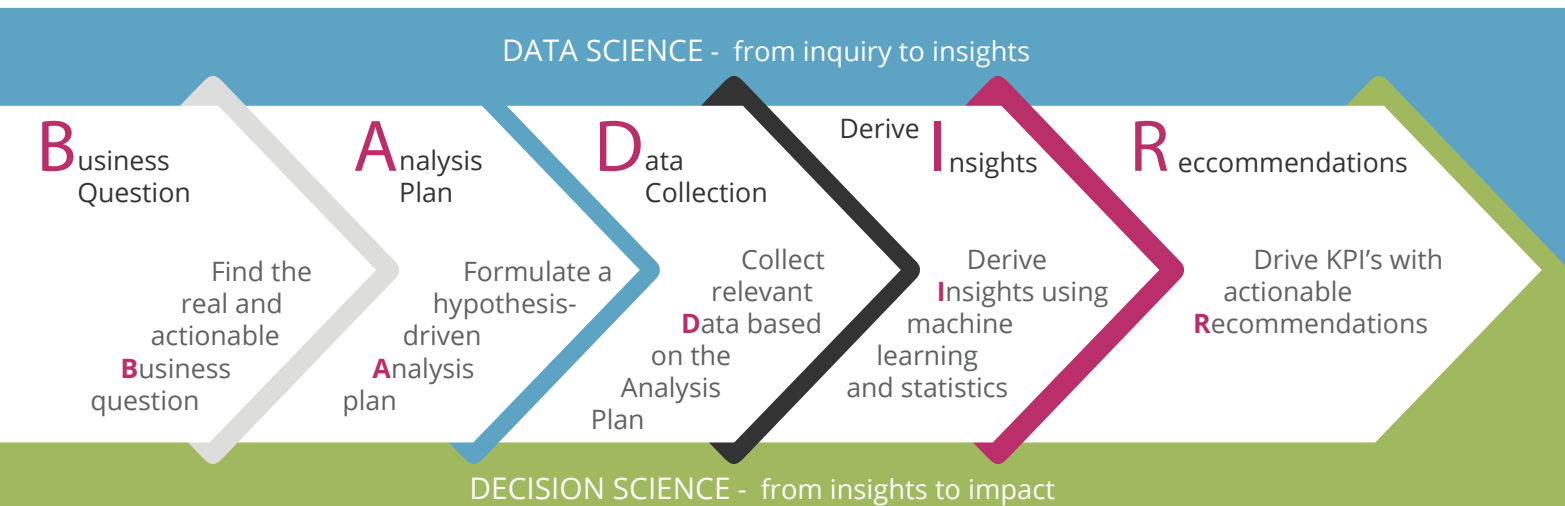 DATA SCIENCE - from inquiry to insights
Business
Question
Find the
real and
actionable
Business
question
Analysis
Plan
Formulate a
hypothesis-
driven
Analysis
plan
Data
Collection
Collect
relevant
Data based
on the
Analysis
Plan
Derive Insights
Derive
Insights using
machine
learning
and statistics
Reccommendations
Drive KPI's with
actionable
Recommendations
DECISION SCIENCE - from insights to impact